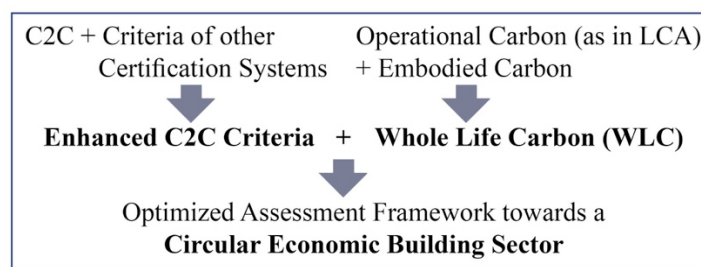 C2C + Criteria of other
Certification Systems
Operational Carbon (as in LCA)
+ Embodied Carbon
Enhanced C2C Criteria + Whole Life Carbon (WLC)
Optimized Assessment Framework towards a
Circular Economic Building Sector